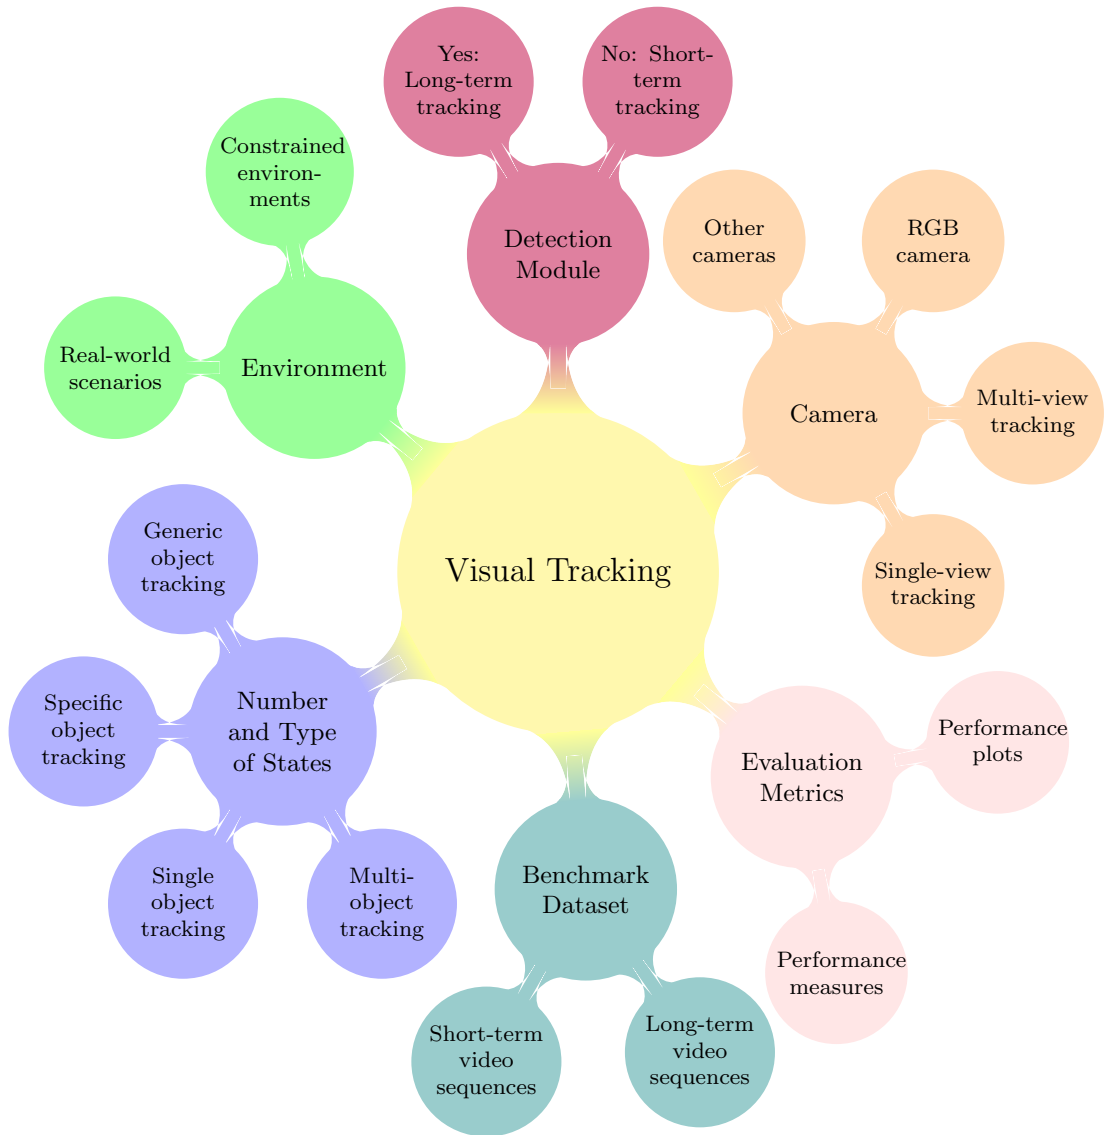 Yes:
Long-term
tracking
No: Short-
term
tracking
Constrained
environ-
ments
Detection
Module
Other
cameras
RGB
camera
Real-world
scenarios
Environment
Camera
Multi-view
tracking
Generic
object
tracking
Visual Tracking
Single-view
tracking
Specific
object
tracking
Number
and Type
of States
Evaluation
Metrics
Performance
plots
Single
object
tracking
Multi-
object
tracking
Benchmark
Dataset
Performance
measures
Short-term
video
sequences
Long-term
video
sequences